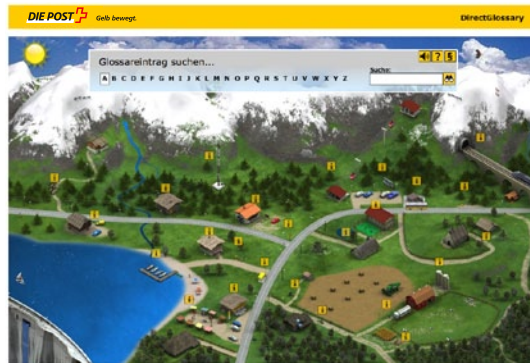 DIE POST Gelb bewegt. DirectGlossary
Glossareintrag suchen...
Suche:
A B C D E F G H I J K L M N O P Q R S T U V W X Y Z